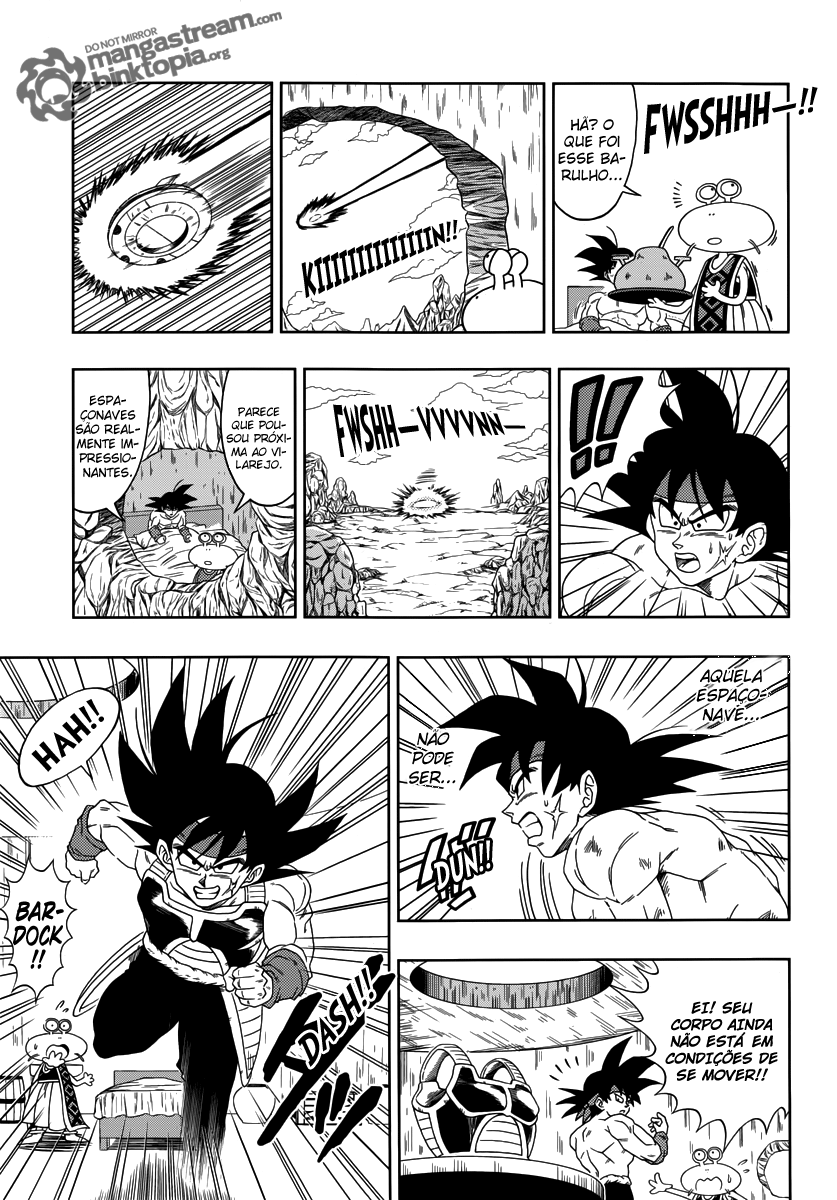 DO NOT MIRROR
mangastream.com
binktopia.org
FWSSHHH—!!
HÃ? O
QUE FOI
ESSE BA-
RULHO...
KIIIIIIIIIIIIIN!!
!!
FWSHH—VVVVNN—
PARECE
QUE POU-
SOU PRÓXI-
MA AO VI-
LAREJO.
ESPA-
ÇONAVES
SÃO REAL-
MENTE IM-
PRESSIO-
NANTES.
AQUELA
ESPAÇO-
NAVE...
NÃO
PODE
SER...
DUN!!
EI! SEU
CORPO AINDA
NÃO ESTÁ EM
CONDIÇÕES DE
SE MOVER!!
HAH!!
BAR-
DOCK
!!
DASH!!